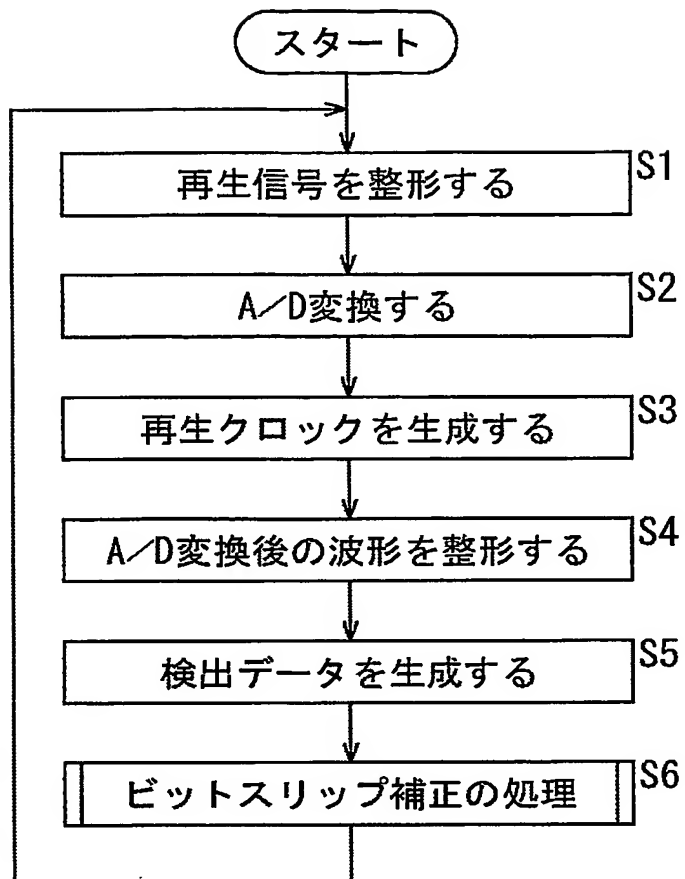 スタート
再生信号を整形する S1
A/D変換する S2
再生クロックを生成する S3
A/D変換後の波形を整形する S4
検出データを生成する S5
ビットスリップ補正の処理 S6